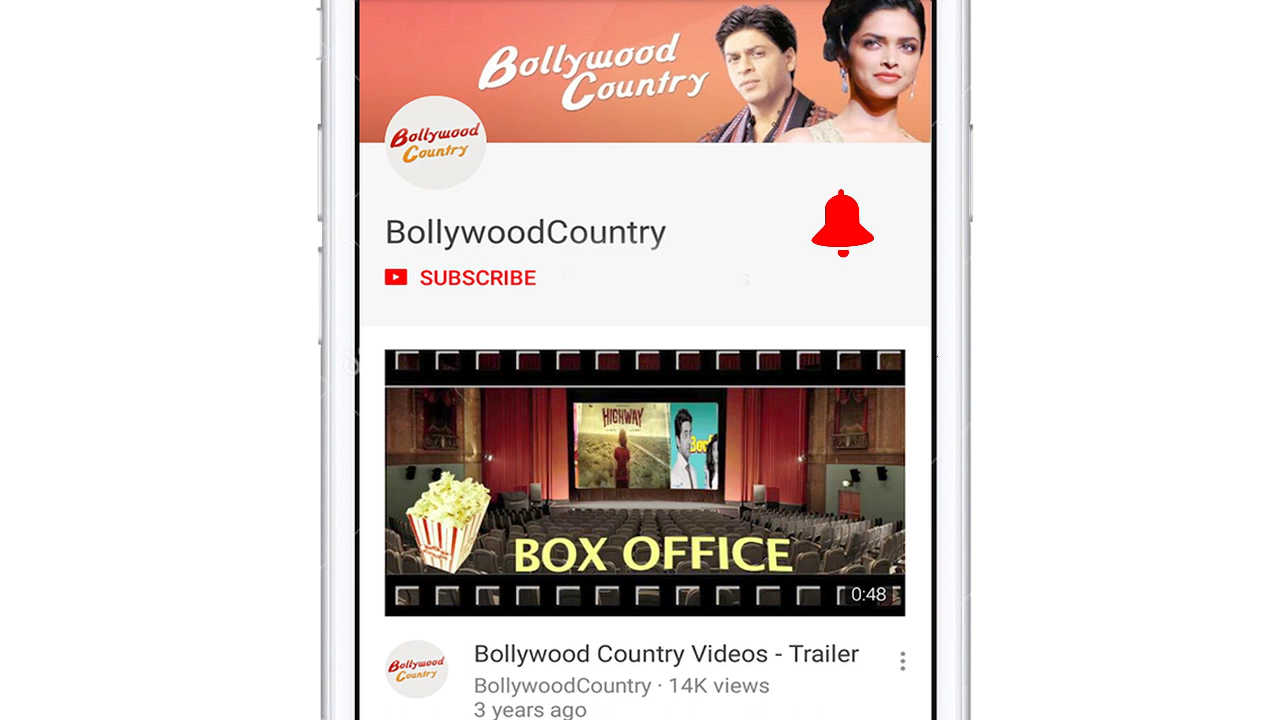 Bollywood
Country
Bollywood
Country
BollywoodCountry
SUBSCRIBE
HIGHWAY
BOX OFFICE
0:48
Bollywood Country Videos - Trailer
Bollywood
Country
BollywoodCountry · 14K views
3 years ago